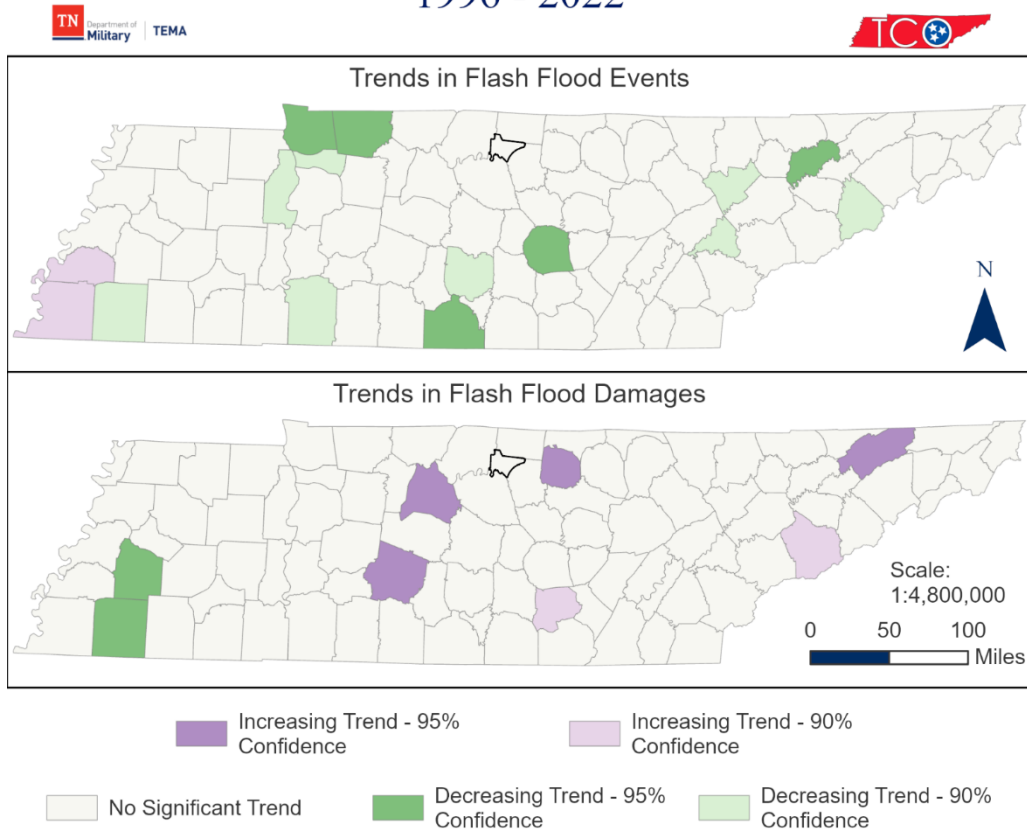 1996 - 2022
TN
Department of
Military
TEMA
TCO
Trends in Flash Flood Events
N
Trends in Flash Flood Damages
Scale:
1:4,800,000
0 50 100
Miles
Increasing Trend - 95%
Confidence
Increasing Trend - 90%
Confidence
No Significant Trend
Decreasing Trend - 95%
Confidence
Decreasing Trend - 90%
Confidence